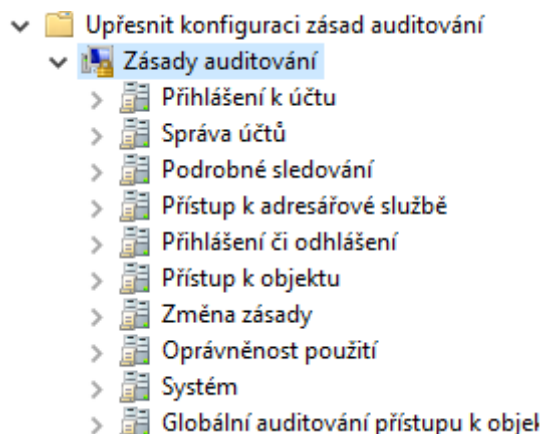 Upřesnit konfiguraci zásad auditování
Zásady auditování
Přihlášení k účtu
Správa účtů
Podrobné sledování
Přístup k adresářové službě
Přihlášení či odhlášení
Přístup k objektu
Změna zásady
Oprávněnost použití
Systém
Globální auditování přístupu k objek